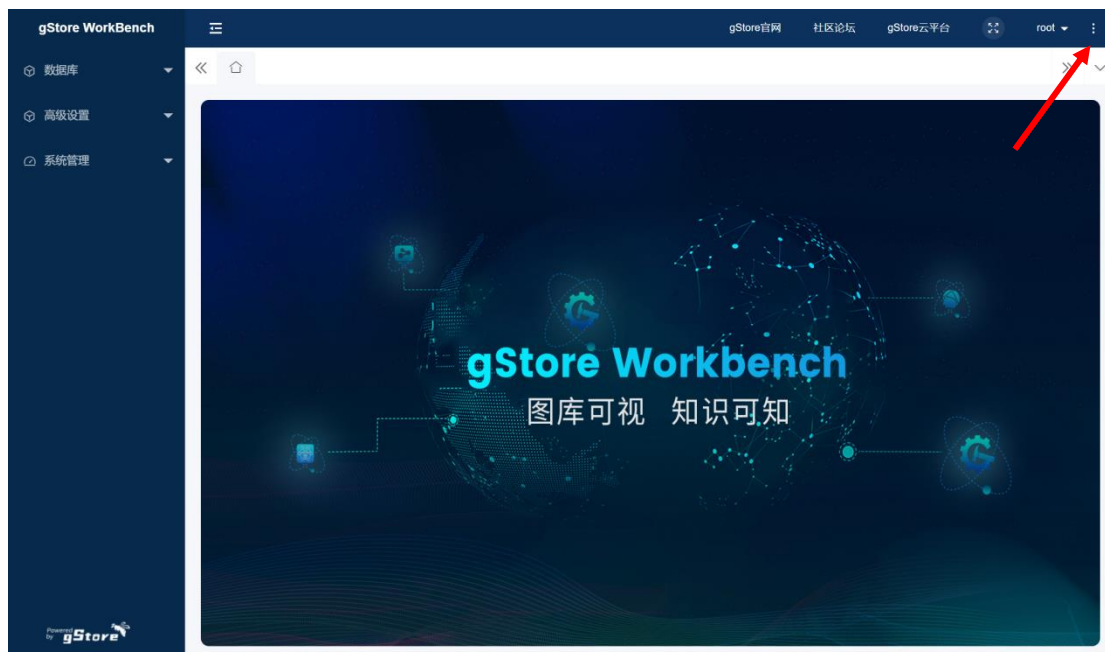 gStore WorkBench
gStore官网 社区论坛 gStore云平台 root
数据库
高级设置
系统管理
gStore Workbench
图库可视 知识可知
Powered by gStore